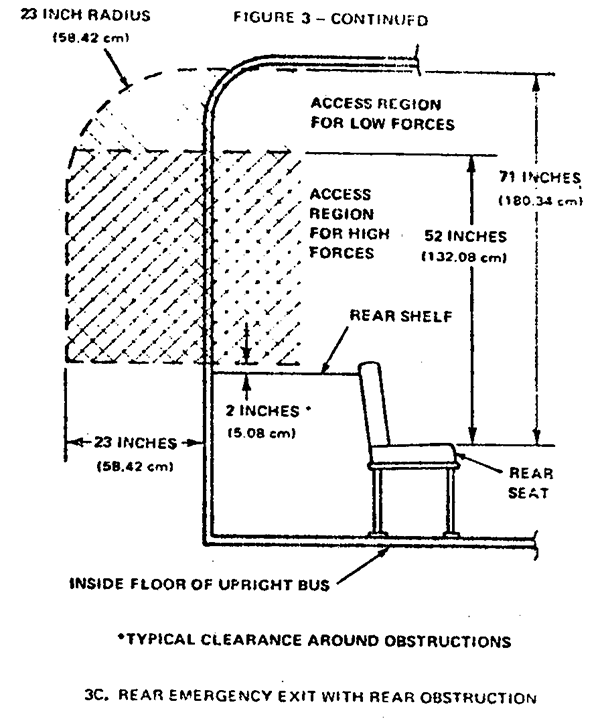 FIGURE 3 – CONTINUED
23 INCH RADIUS
(58.42 cm)
ACCESS REGION
FOR LOW FORCES
71 INCHES
(180.34 cm)
ACCESS
REGION
FOR HIGH
FORCES
52 INCHES
(132.08 cm)
REAR SHELF
2 INCHES *
(5.08 cm)
23 INCHES
(58.42 cm)
REAR
SEAT
INSIDE FLOOR OF UPRIGHT BUS
*TYPICAL CLEARANCE AROUND OBSTRUCTIONS
3C. REAR EMERGENCY EXIT WITH REAR OBSTRUCTION